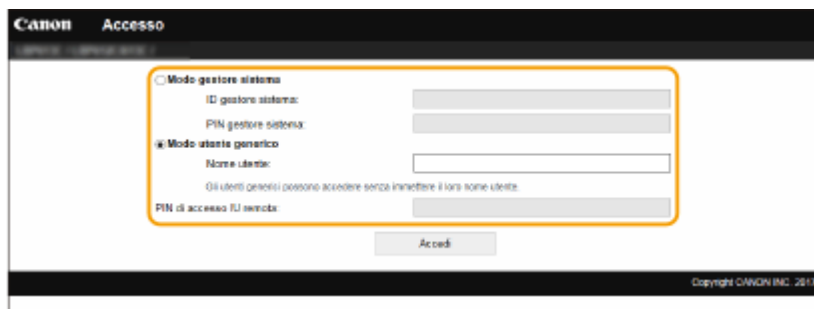 Canon Accesso
Modo gestore sistema
ID gestore sistema:
PIN gestore sistema:
Modo utente generico
Nome utente:
Gli utenti generici possono accedere senza immettere il loro nome utente.
PIN di accesso IU remota:
Accedi
Copyright CANON INC. 2017